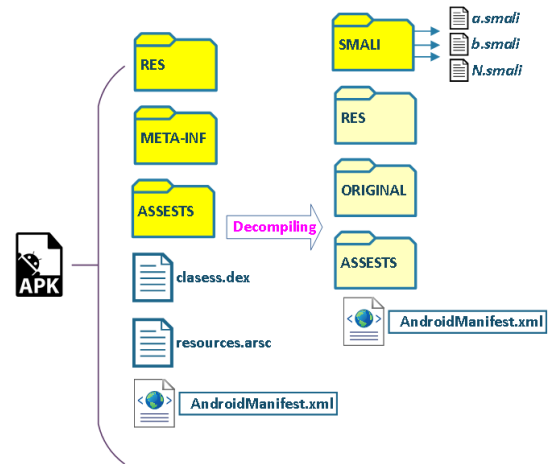 APK
RES
META-INF
ASSESTS
clasess.dex
resources.arsc
AndroidManifest.xml
Decompiling
SMALI
a.smali
b.smali
N.smali
RES
ORIGINAL
ASSESTS
AndroidManifest.xml